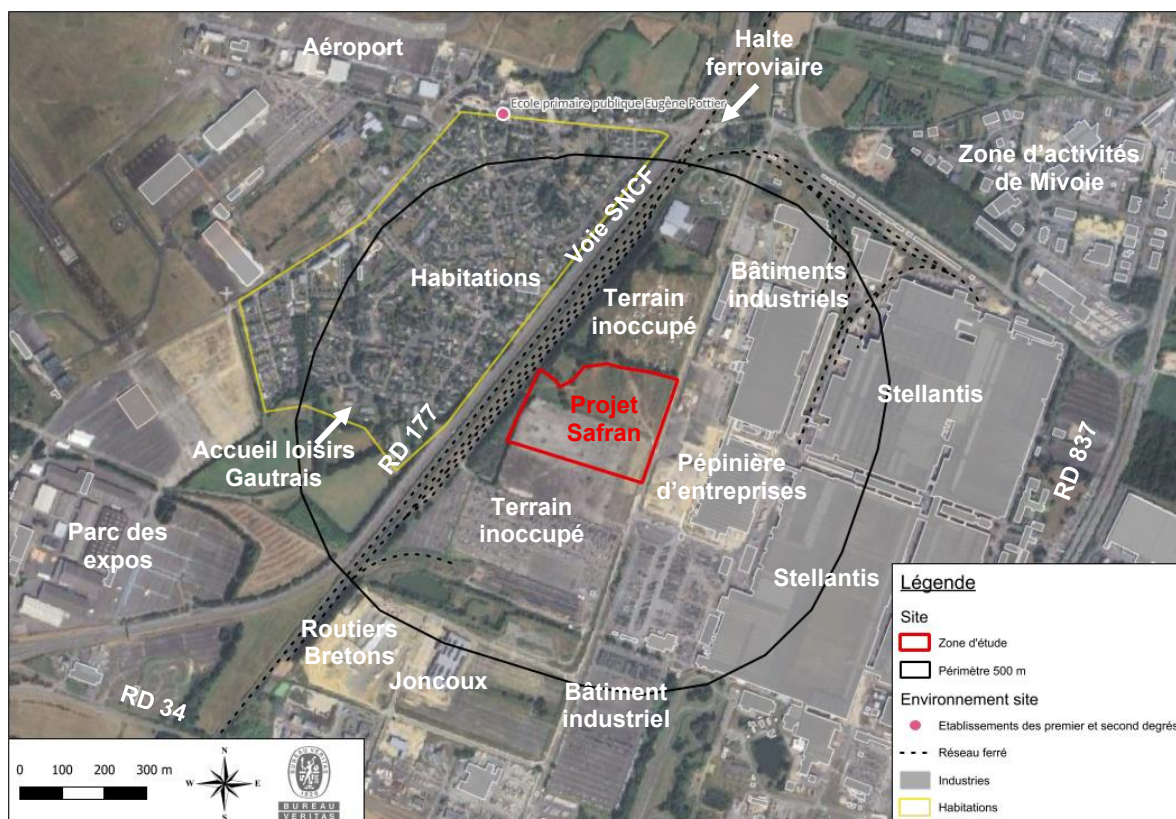 Aéroport
Halte
ferroviaire
Ecole primaire publique Eugène Pottier
Zone d'activités
de Mivoie
Voie SNCF
Habitations
Bâtiments
industriels
Terrain
inoccupé
Stellantis
Projet
Safran
RD 177
Accueil loisirs
Gautrais
RD 837
Pépinière
d'entreprises
Terrain
inoccupé
Parc des
expos
Stellantis
Routiers
Bretons
Joncoux
RD 34
Bâtiment
industriel
Légende
Site
Zone d'étude
Périmètre 500 m
Environnement site
Etablissements des premier et second degrés
Réseau ferré
Industries
Habitations
0 100 200 300 m
N
W E
S
BUREAU VERITAS
1828
BUREAU
VERITAS